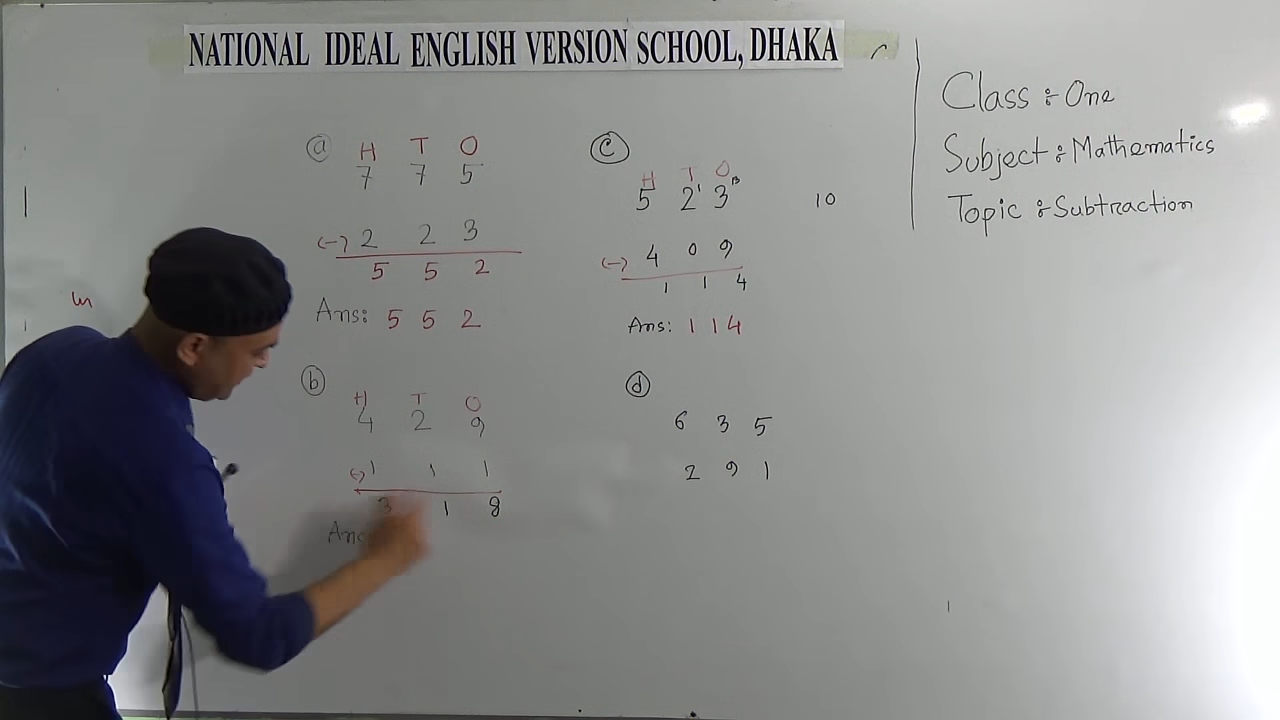 NATIONAL IDEAL ENGLISH VERSION SCHOOL, DHAKA
Class : One
Subject : Mathematics
Topic : Subtraction
(a)
H T O
7 7 5
(-) 2 2 3
5 5 2
Ans: 5 5 2
(b)
H T O
4 2 9
(-) 1 1 1
3 1 8
(c)
H T O
5 2 1 3 13
10
(-) 4 0 9
1 1 4
Ans: 1 1 4
(d)
6 3 5
2 9 1